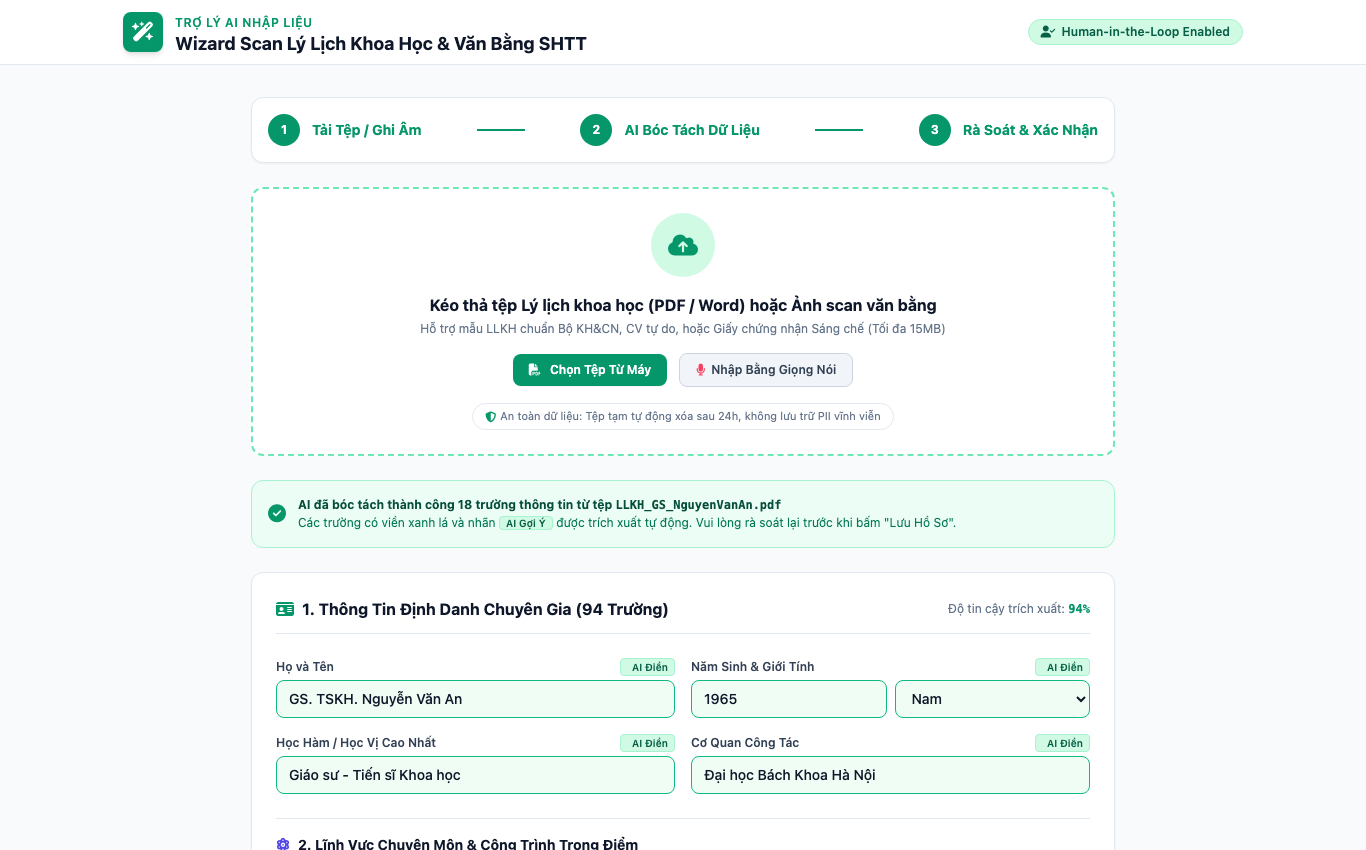 TRỢ LÝ AI NHẬP LIỆU
Wizard Scan Lý Lịch Khoa Học & Văn Bằng SHTT
Human-in-the-Loop Enabled
1 Tải Tệp / Ghi Âm
2 AI Bóc Tách Dữ Liệu
3 Rà Soát & Xác Nhận
Kéo thả tệp Lý lịch khoa học (PDF / Word) hoặc Ảnh scan văn bằng
Hỗ trợ mẫu LLKH chuẩn Bộ KH&CN, CV tự do, hoặc Giấy chứng nhận Sáng chế (Tối đa 15MB)
Chọn Tệp Từ Máy
Nhập Bằng Giọng Nói
An toàn dữ liệu: Tệp tạm tự động xóa sau 24h, không lưu trữ PII vĩnh viễn
AI đã bóc tách thành công 18 trường thông tin từ tệp LLKH_GS_NguyenVanAn.pdf
Các trường có viền xanh lá và nhãn AI Gợi Ý được trích xuất tự động. Vui lòng rà soát lại trước khi bấm "Lưu Hồ Sơ".
1. Thông Tin Định Danh Chuyên Gia (94 Trường)
Độ tin cậy trích xuất: 94%
Họ và Tên
AI Điền
Năm Sinh & Giới Tính
AI Điền
GS. TSKH. Nguyễn Văn An
1965
Nam
Học Hàm / Học Vị Cao Nhất
AI Điền
Cơ Quan Công Tác
AI Điền
Giáo sư - Tiến sĩ Khoa học
Đại học Bách Khoa Hà Nội
2. Lĩnh Vực Chuyên Môn & Công Trình Trọng Điểm